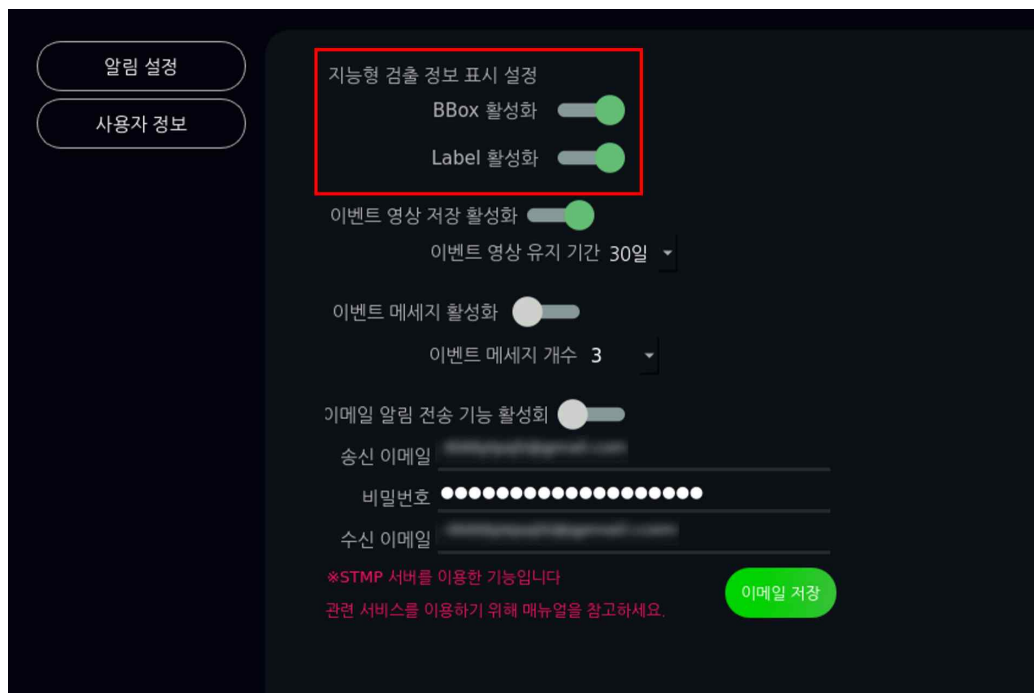 알림 설정
사용자 정보
지능형 검출 정보 표시 설정
BBox 활성화
Label 활성화
이벤트 영상 저장 활성화
이벤트 영상 유지 기간 30일
이벤트 메세지 활성화
이벤트 메세지 개수 3
이메일 알림 전송 기능 활성회
송신 이메일
비밀번호 ●●●●●●●●●●●●●●●●●●●
수신 이메일
※STMP 서버를 이용한 기능입니다
관련 서비스를 이용하기 위해 매뉴얼을 참고하세요.
이메일 저장